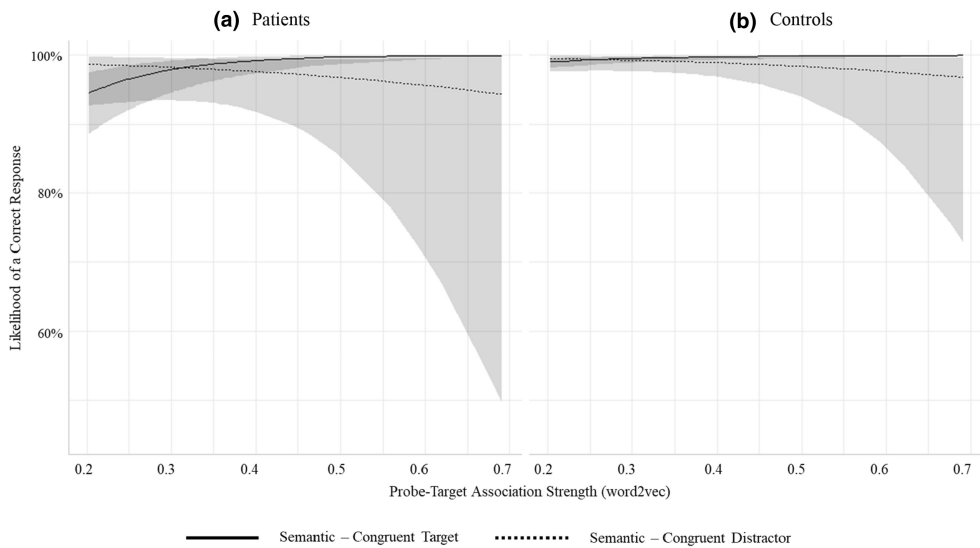 (a) Patients
(b) Controls
Likelihood of a Correct Response
100%
80%
60%
0.2 0.3 0.4 0.5 0.6 0.7
0.2 0.3 0.4 0.5 0.6 0.7
Probe-Target Association Strength (word2vec)
Semantic – Congruent Target
Semantic – Congruent Distractor